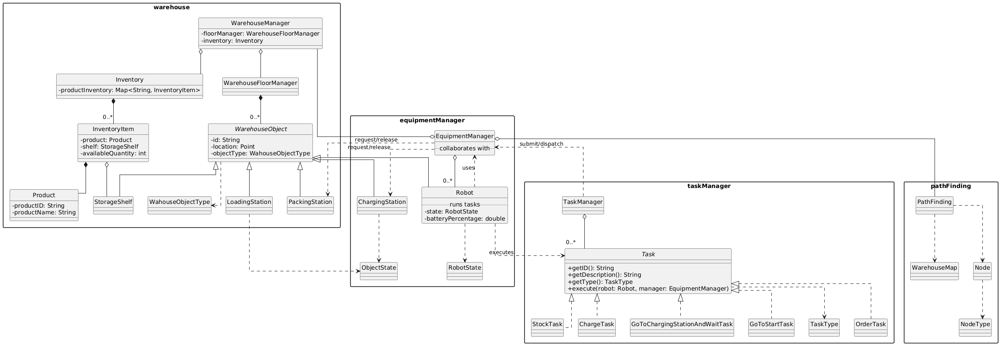 warehouse
WarehouseManager
-floorManager: WarehouseFloorManager
-inventory: Inventory
Inventory
-productInventory: Map<String, InventoryItem>
WarehouseFloorManager
0..*
0..*
InventoryItem
-product: Product
-shelf: StorageShelf
-availableQuantity: int
WarehouseObject
-id: String
-location: Point
-objectType: WahouseObjectType
Product
-productID: String
-productName: String
StorageShelf
WahouseObjectType
LoadingStation
PackingStation
equipmentManager
EquipmentManager
collaborates with
request/release
request/release
submit/dispatch
uses
0..*
ChargingStation
Robot
runs tasks
-state: RobotState
-batteryPercentage: double
executes
ObjectState
RobotState
taskManager
TaskManager
0..*
Task
+getID(): String
+getDescription(): String
+getType(): TaskType
+execute(robot: Robot, manager: EquipmentManager)
StockTask
ChargeTask
GoToChargingStationAndWaitTask
GoToStartTask
TaskType
OrderTask
pathFinding
PathFinding
WarehouseMap
Node
NodeType